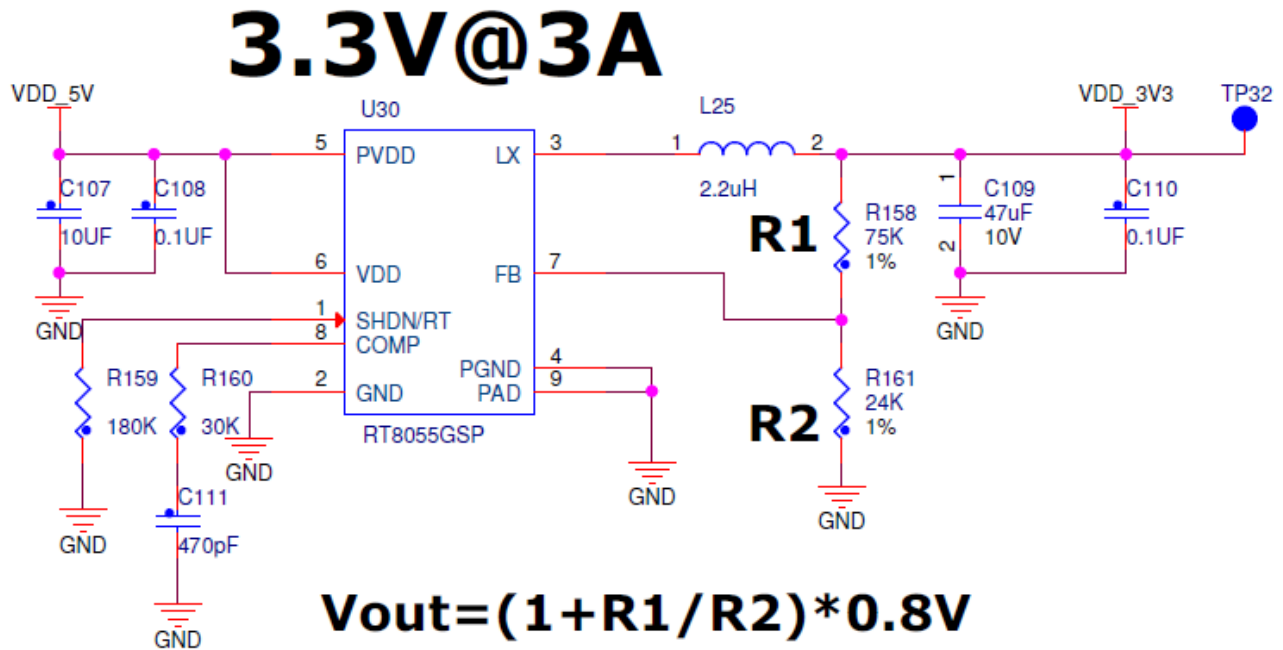 3.3V@3A
VDD_5V
U30
L25
VDD_3V3
TP32
5
PVDD
LX
3
1
2
2.2uH
C107
10UF
C108
0.1UF
R1
R158
75K
1%
1
C109
47uF
10V
2
C110
0.1UF
6
VDD
FB
7
GND
GND
1
SHDN/RT
8
COMP
2
GND
PGND
4
PAD
9
RT8055GSP
R159
180K
R160
30K
GND
R2
R161
24K
1%
GND
GND
C111
470pF
GND
GND
Vout=(1+R1/R2)*0.8V